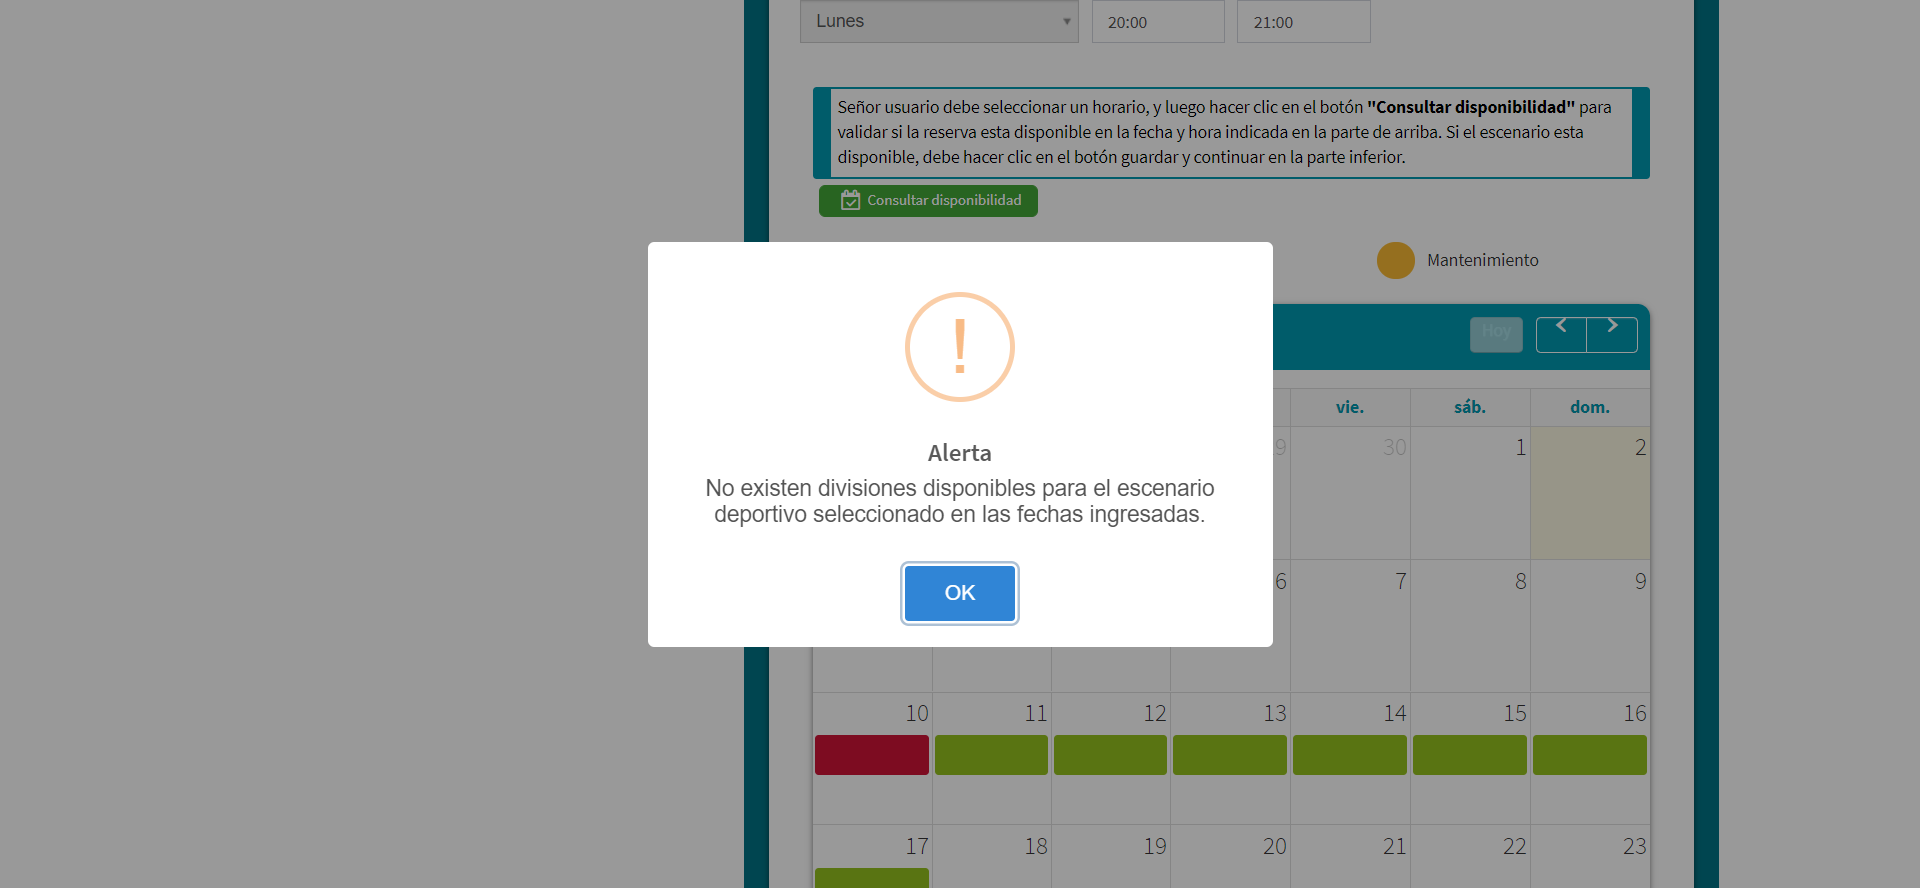 Lunes 20:00 21:00
Señor usuario debe seleccionar un horario, y luego hacer clic en el botón "Consultar disponibilidad" para
validar si la reserva esta disponible en la fecha y hora indicada en la parte de arriba. Si el escenario esta
disponible, debe hacer clic en el botón guardar y continuar en la parte inferior.
Consultar disponibilidad
Mantenimiento
Hoy
!
Alerta
No existen divisiones disponibles para el escenario
deportivo seleccionado en las fechas ingresadas.
OK
vie. sáb. dom.
9 30 1 2
6 7 8 9
10 11 12 13 14 15 16
17 18 19 20 21 22 23